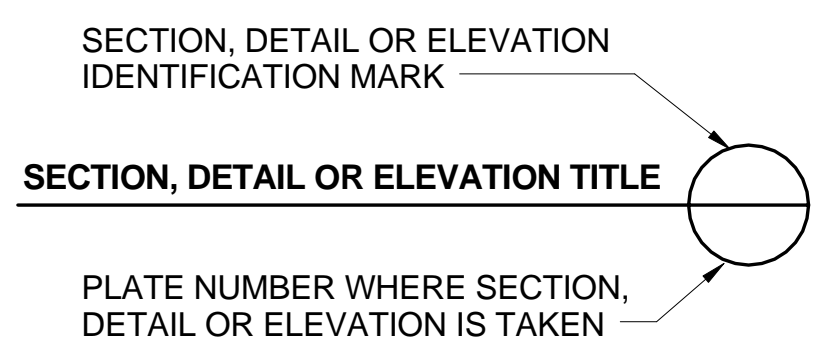 SECTION, DETAIL OR ELEVATION
IDENTIFICATION MARK
SECTION, DETAIL OR ELEVATION TITLE
PLATE NUMBER WHERE SECTION,
DETAIL OR ELEVATION IS TAKEN